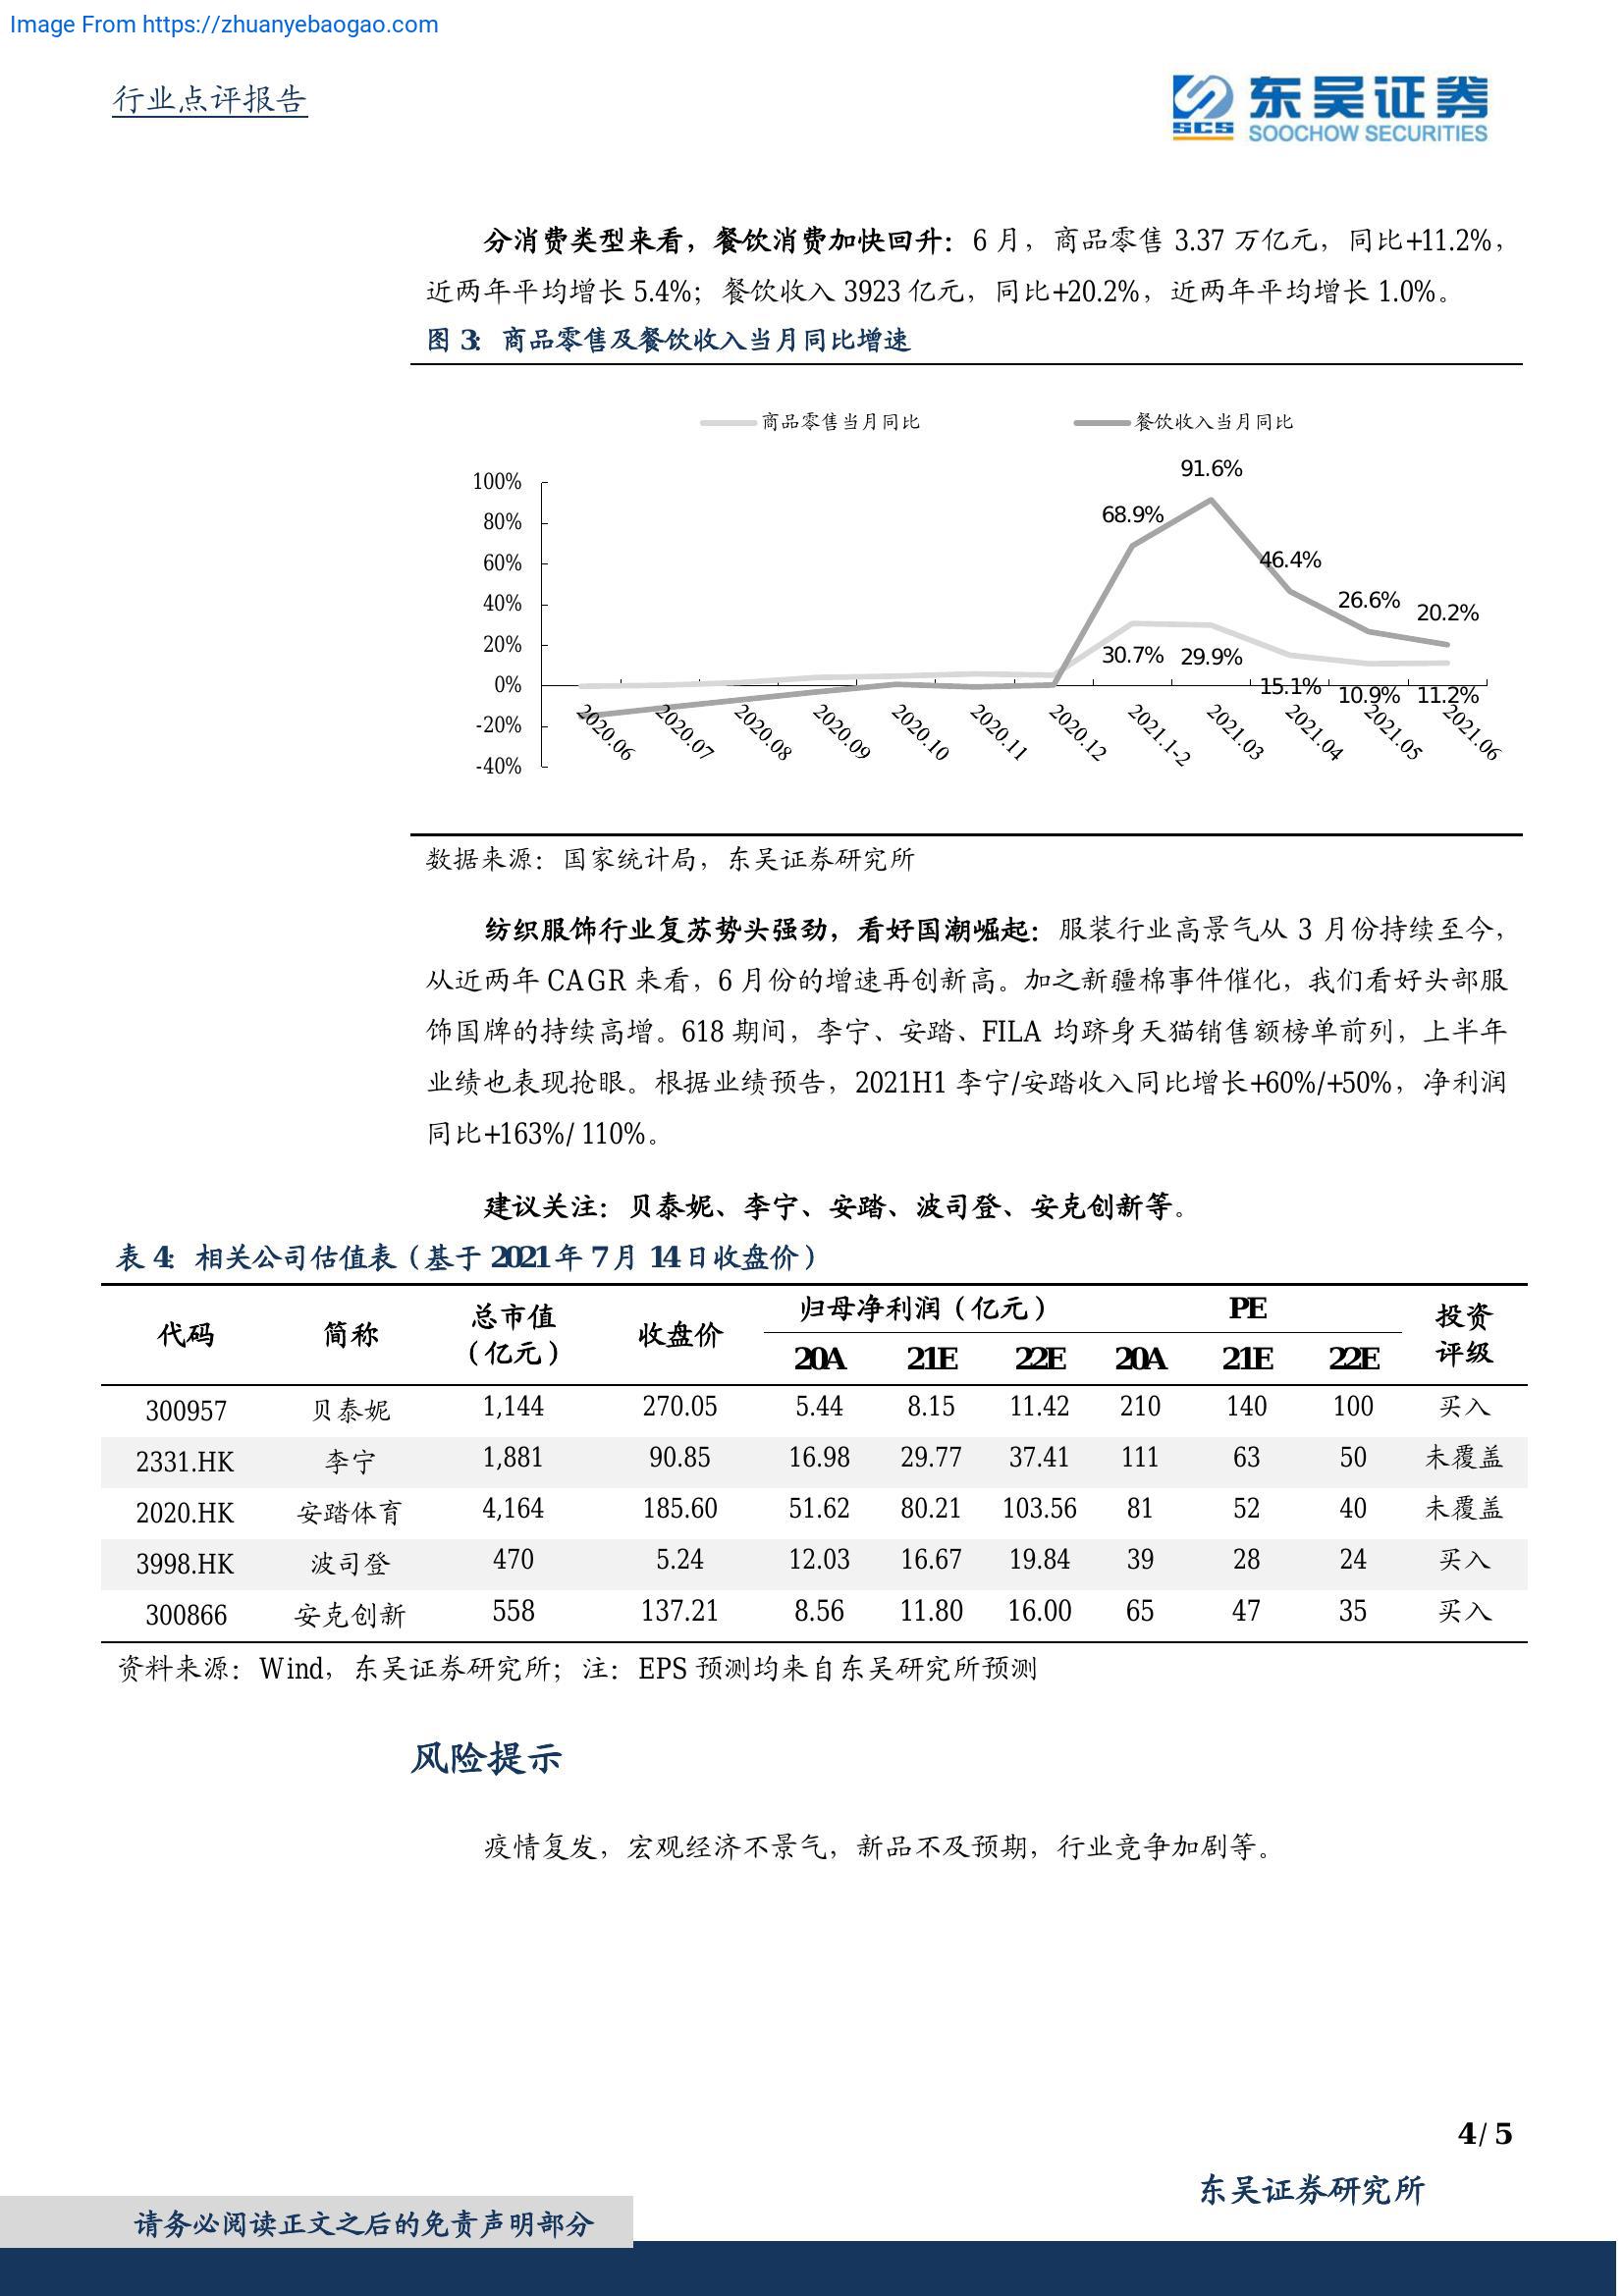 Image From https://zhuanyebaogao.com
行业点评报告
SCS
东吴证券
SOOCHOW SECURITIES
分消费类型来看，餐饮消费加快回升：6 月，商品零售 3.37 万亿元，同比+11.2%，
近两年平均增长 5.4%；餐饮收入 3923 亿元，同比+20.2%，近两年平均增长 1.0%。
图 3：商品零售及餐饮收入当月同比增速
商品零售当月同比 餐饮收入当月同比
100%
80%
60%
40%
20%
0%
-20%
-40%
68.9% 91.6% 46.4% 26.6% 20.2%
30.7% 29.9% 15.1% 10.9% 11.2%
2020.06 2020.07 2020.08 2020.09 2020.10 2020.11 2020.12 2021.1-2 2021.03 2021.04 2021.05 2021.06
数据来源：国家统计局，东吴证券研究所
纺织服饰行业复苏势头强劲，看好国潮崛起：服装行业高景气从 3 月份持续至今，
从近两年 CAGR 来看，6 月份的增速再创新高。加之新疆棉事件催化，我们看好头部服
饰国牌的持续高增。618 期间，李宁、安踏、FILA 均跻身天猫销售额榜单前列，上半年
业绩也表现抢眼。根据业绩预告，2021H1 李宁/安踏收入同比增长+60%/+50%，净利润
同比+163%/ 110%。
建议关注：贝泰妮、李宁、安踏、波司登、安克创新等。
表 4：相关公司估值表（基于 2021 年 7 月 14 日收盘价）
代码 简称 总市值（亿元） 收盘价 归母净利润（亿元） PE 投资评级
20A 21E 22E 20A 21E 22E
300957 贝泰妮 1,144 270.05 5.44 8.15 11.42 210 140 100 买入
2331.HK 李宁 1,881 90.85 16.98 29.77 37.41 111 63 50 未覆盖
2020.HK 安踏体育 4,164 185.60 51.62 80.21 103.56 81 52 40 未覆盖
3998.HK 波司登 470 5.24 12.03 16.67 19.84 39 28 24 买入
300866 安克创新 558 137.21 8.56 11.80 16.00 65 47 35 买入
资料来源：Wind，东吴证券研究所；注：EPS 预测均来自东吴研究所预测
风险提示
疫情复发，宏观经济不景气，新品不及预期，行业竞争加剧等。
4/ 5
东吴证券研究所
请务必阅读正文之后的免责声明部分